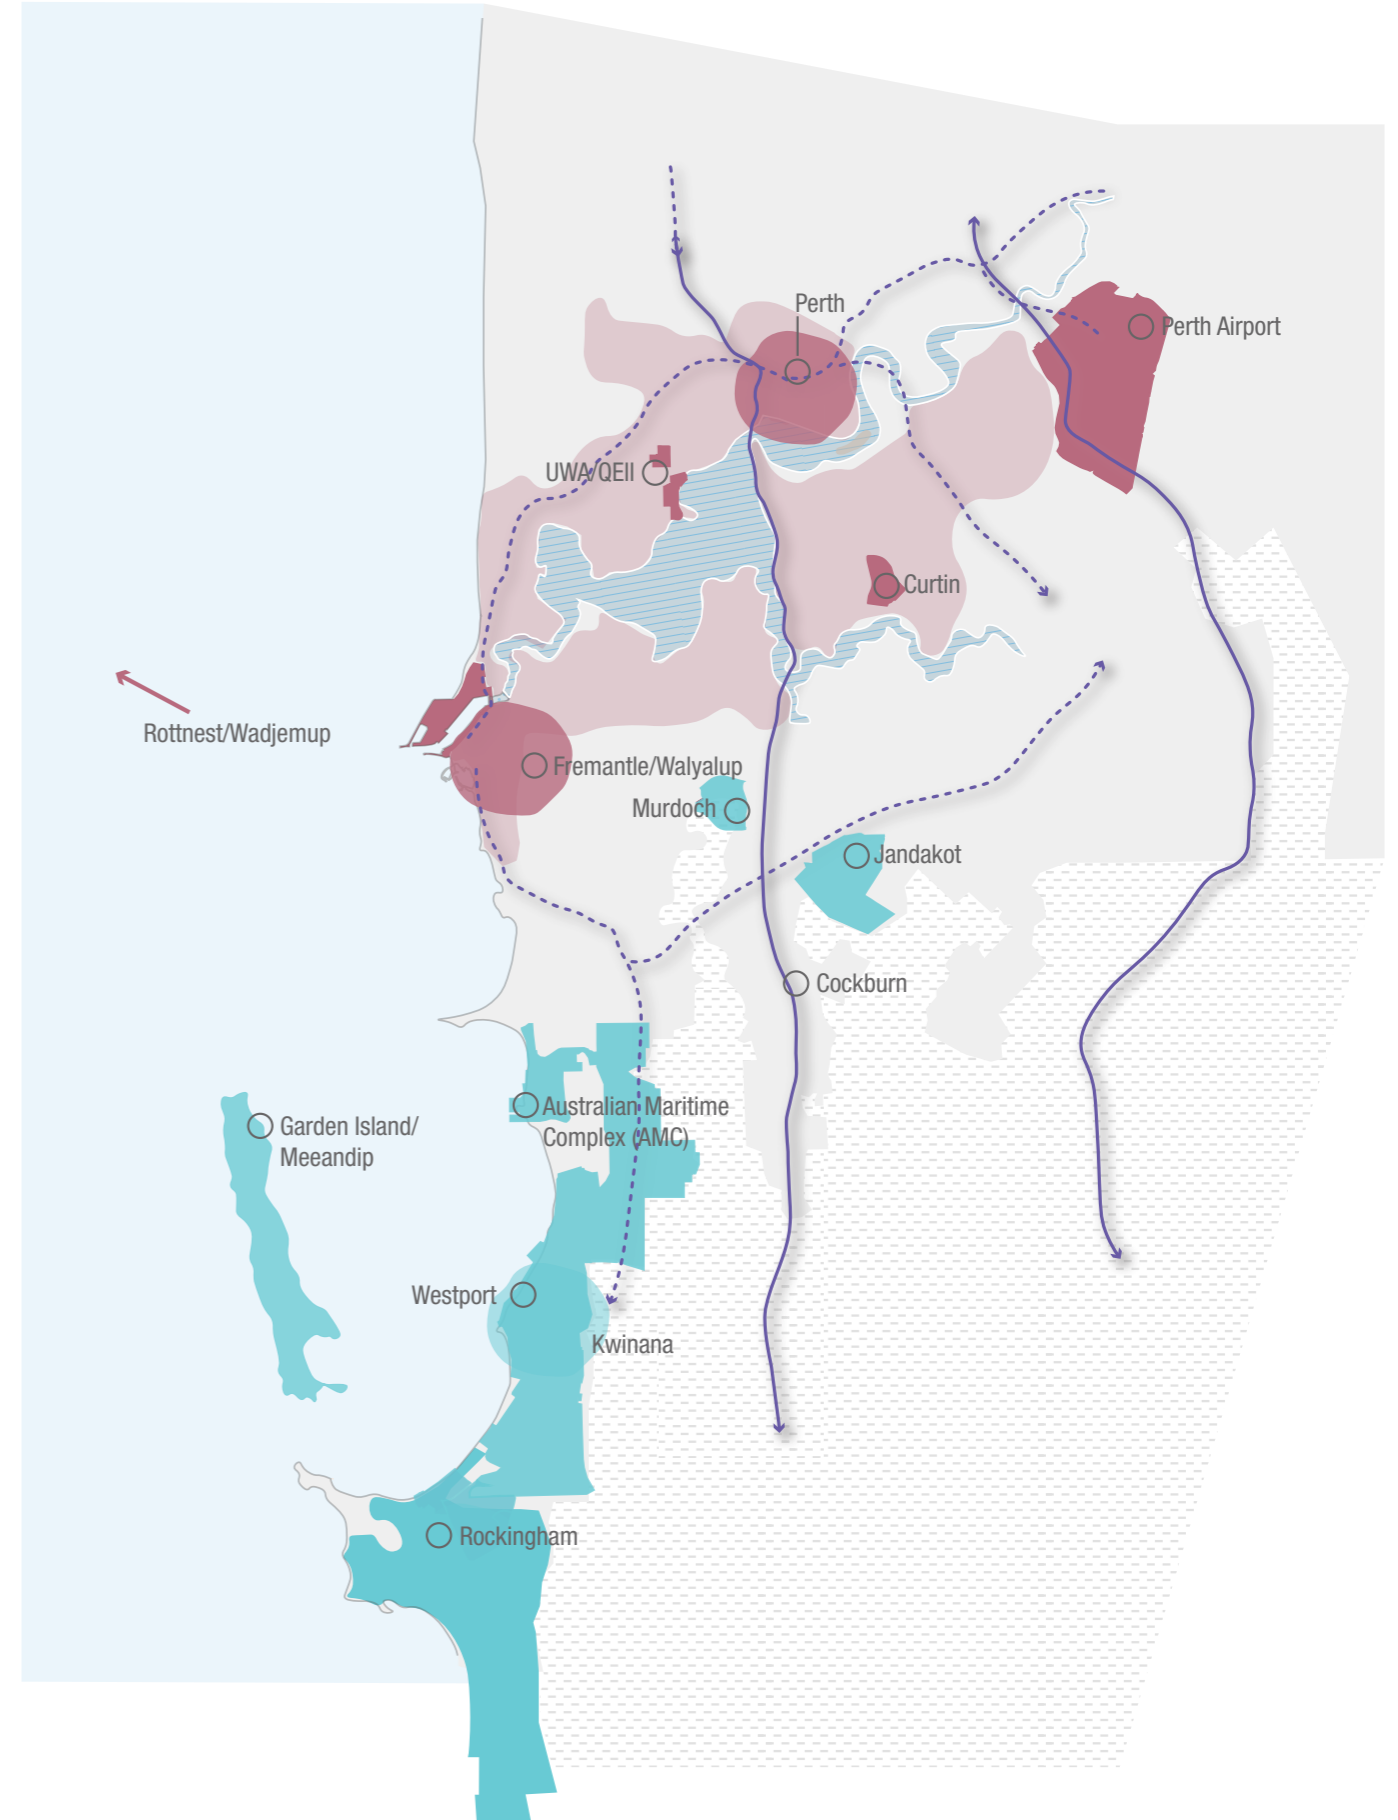 Perth
Perth Airport
UWA/QEII
Curtin
Rottnest/Wadjemup
Fremantle/Walyalup
Murdoch
Jandakot
Cockburn
Australian Maritime
Complex (AMC)
Garden Island/
Meeandip
Westport
Kwinana
Rockingham